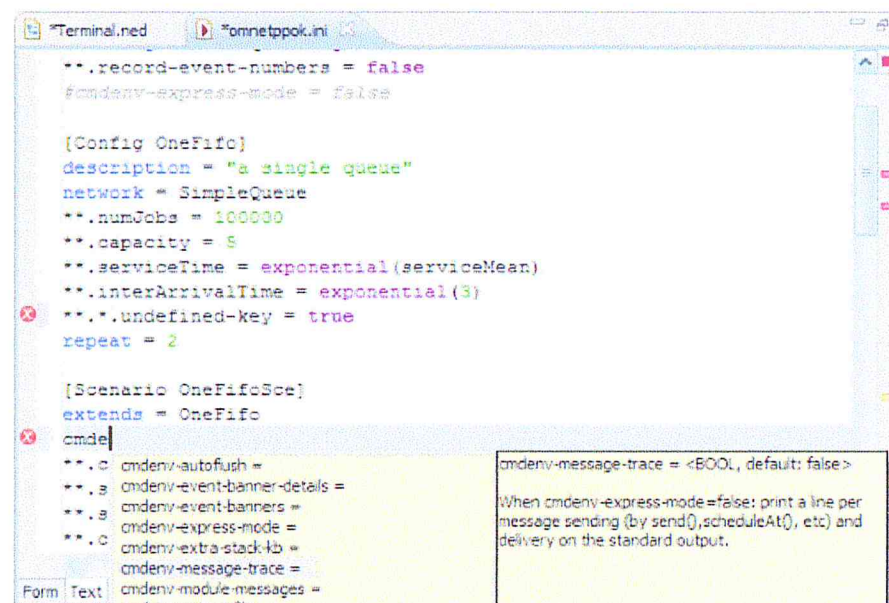 *Terminal.ned *omnetppok.ini
**.record-event-numbers = false
#cmdenv-express-mode = false
[Config OneFifo]
description = "a single queue"
network = SimpleQueue
**.numJobs = 100000
**.capacity = 5
**.serviceTime = exponential(serviceMean)
**.interArrivalTime = exponential(3)
**.*.undefined-key = true
repeat = 2
[Scenario OneFifoSce]
extends = OneFifo
cmde
**.c
**.s
**.s
**.c
cmdenv-autoflush =
cmdenv-event-banner-details =
cmdenv-event-banners =
cmdenv-express-mode =
cmdenv-extra-stack-kb =
cmdenv-message-trace =
cmdenv-module-messages =
cmdenv-message-trace = <BOOL, default: false>
When cmdenv-express-mode=false: print a line per
message sending (by send(),scheduleAt(), etc) and
delivery on the standard output.
Form Text